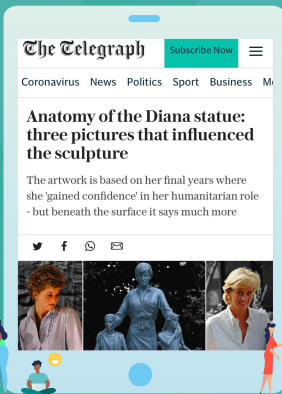 The Telegraph
Subscribe Now
Coronavirus News Politics Sport Business
Anatomy of the Diana statue:
three pictures that influenced
the sculpture
The artwork is based on her final years where
she 'gained confidence' in her humanitarian role
- but beneath the surface it says much more